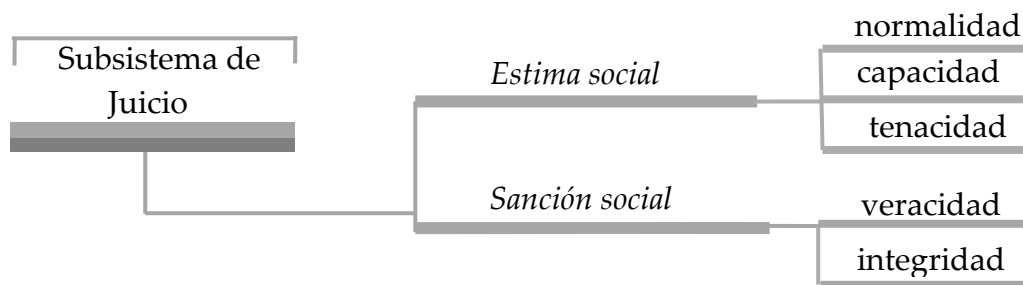 Subsistema de
Juicio
Estima social
normalidad
capacidad
tenacidad
Sanción social
veracidad
integridad